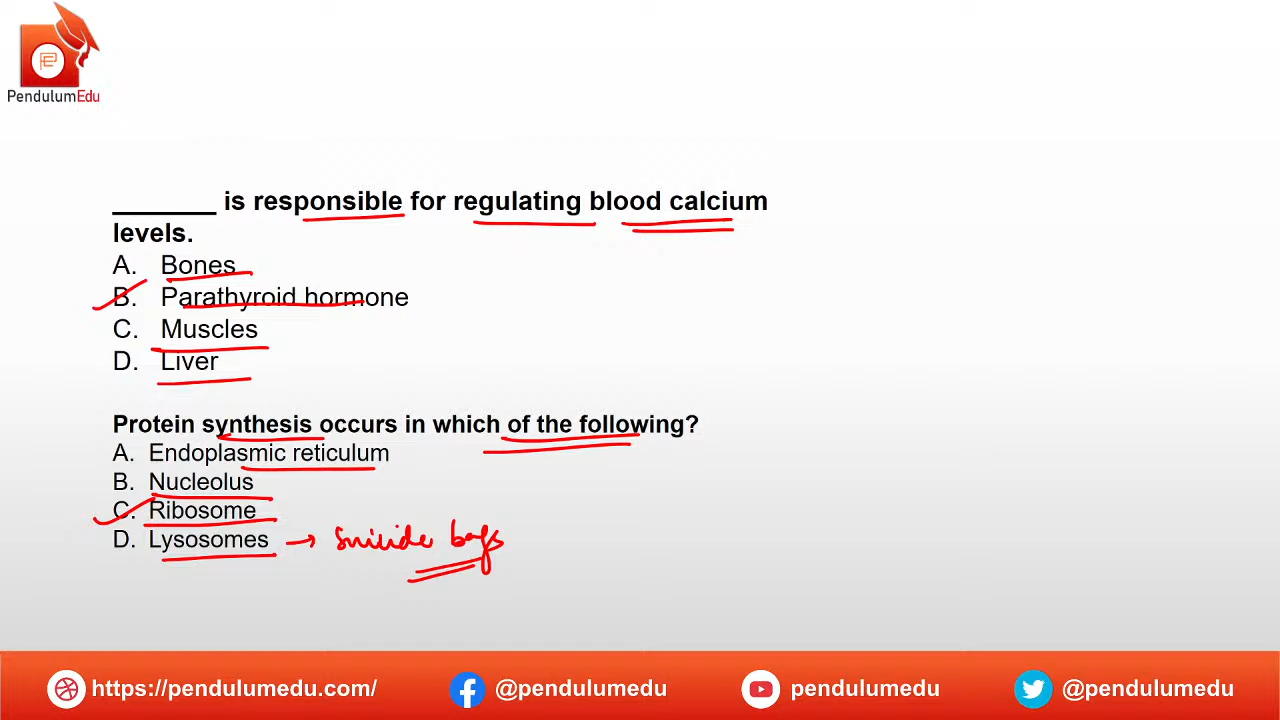 PendulumEdu
_______ is responsible for regulating blood calcium
levels.
A. Bones
B. Parathyroid hormone
C. Muscles
D. Liver
Protein synthesis occurs in which of the following?
A. Endoplasmic reticulum
B. Nucleolus
C. Ribosome
D. Lysosomes → Suicide bags
https://pendulumedu.com/ @pendulumedu pendulumedu @pendulumedu